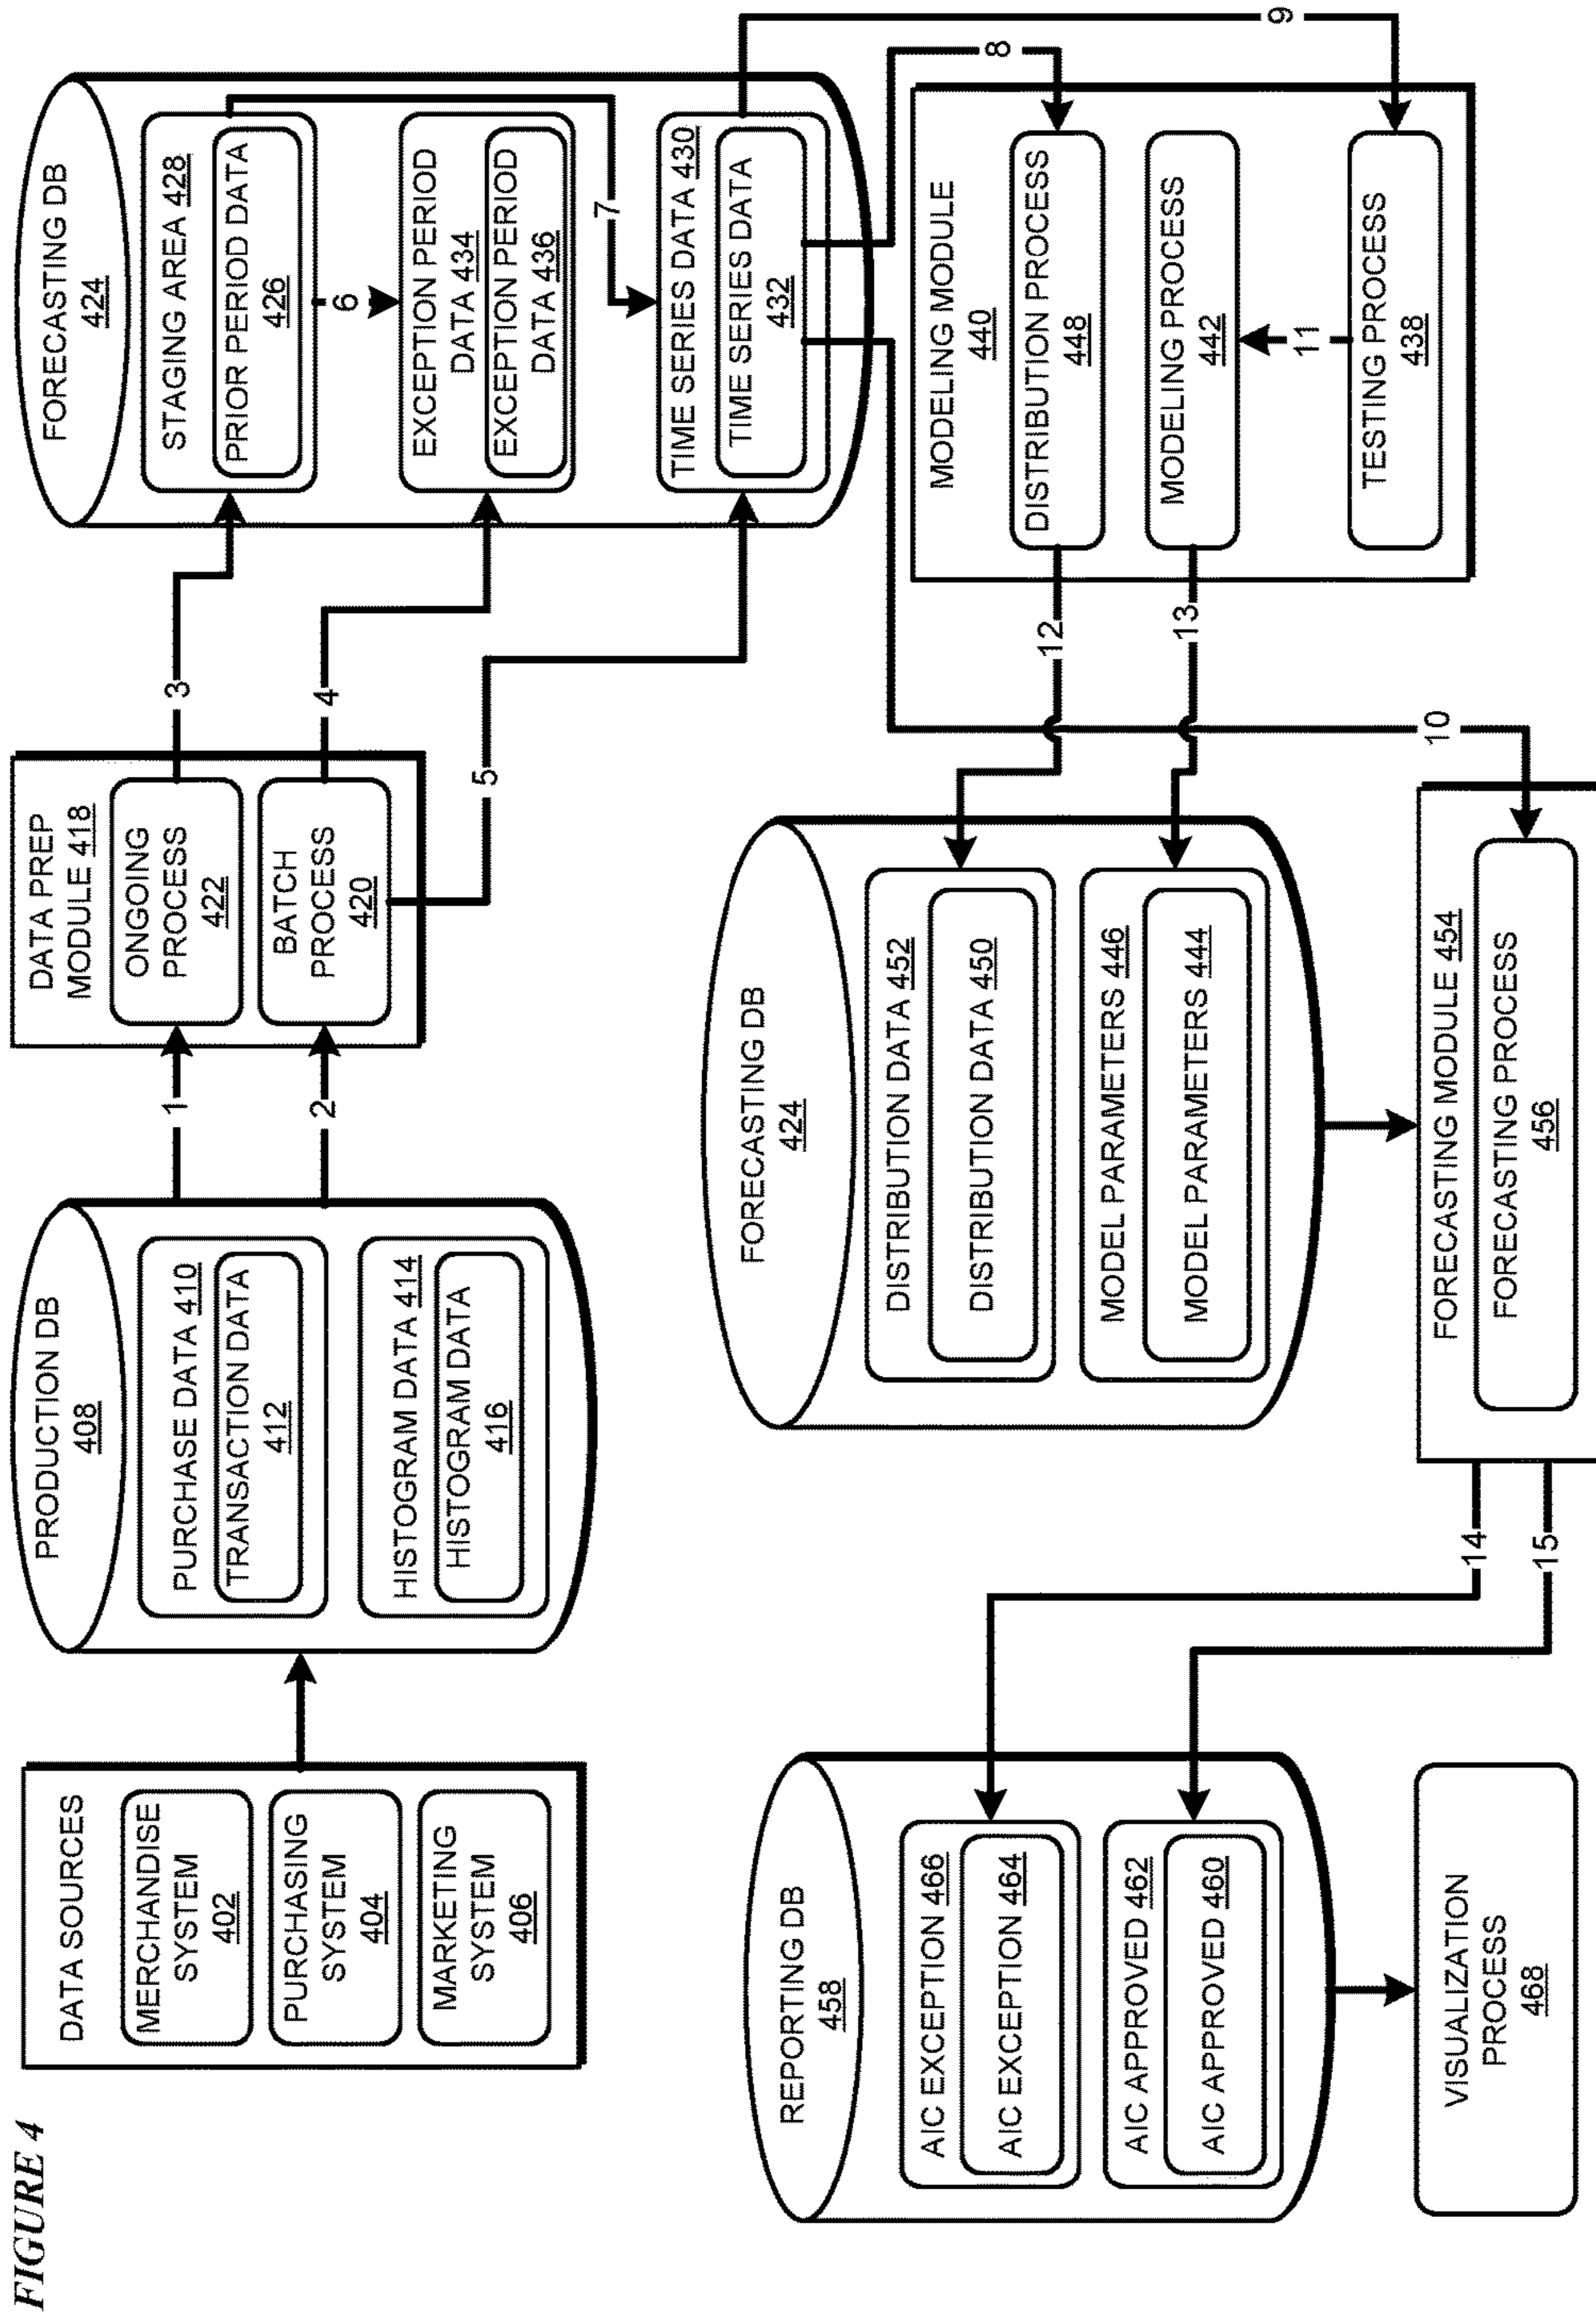 FIGURE 4
DATA SOURCES
MERCHANDISE
SYSTEM
402
PURCHASING
SYSTEM
404
MARKETING
SYSTEM
406
PRODUCTION DB
408
PURCHASE DATA 410
TRANSACTION DATA
412
HISTOGRAM DATA 414
HISTOGRAM DATA
416
1
2
DATA PREP
MODULE 418
ONGOING
PROCESS
422
BATCH
PROCESS
420
3
4
5
FORECASTING DB
424
STAGING AREA 428
PRIOR PERIOD DATA
426
6
EXCEPTION PERIOD
DATA 434
EXCEPTION PERIOD
DATA 436
7
TIME SERIES DATA 430
TIME SERIES DATA
432
8
9
10
MODELING MODULE
440
DISTRIBUTION PROCESS
448
MODELING PROCESS
442
11
TESTING PROCESS
438
12
13
FORECASTING DB
424
DISTRIBUTION DATA 452
DISTRIBUTION DATA 450
MODEL PARAMETERS 446
MODEL PARAMETERS 444
FORECASTING MODULE 454
FORECASTING PROCESS
456
14
15
REPORTING DB
458
AIC EXCEPTION 466
AIC EXCEPTION 464
AIC APPROVED 462
AIC APPROVED 460
VISUALIZATION
PROCESS
468